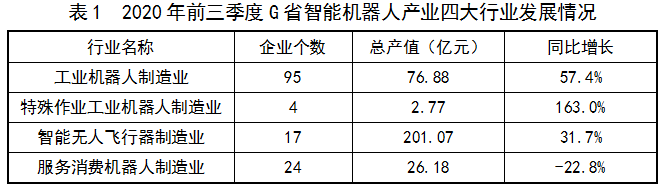 表1 2020年前三季度G省智能机器人产业四大行业发展情况
行业名称 企业个数 总产值（亿元） 同比增长
工业机器人制造业 95 76.88 57.4%
特殊作业工业机器人制造业 4 2.77 163.0%
智能无人飞行器制造业 17 201.07 31.7%
服务消费机器人制造业 24 26.18 -22.8%